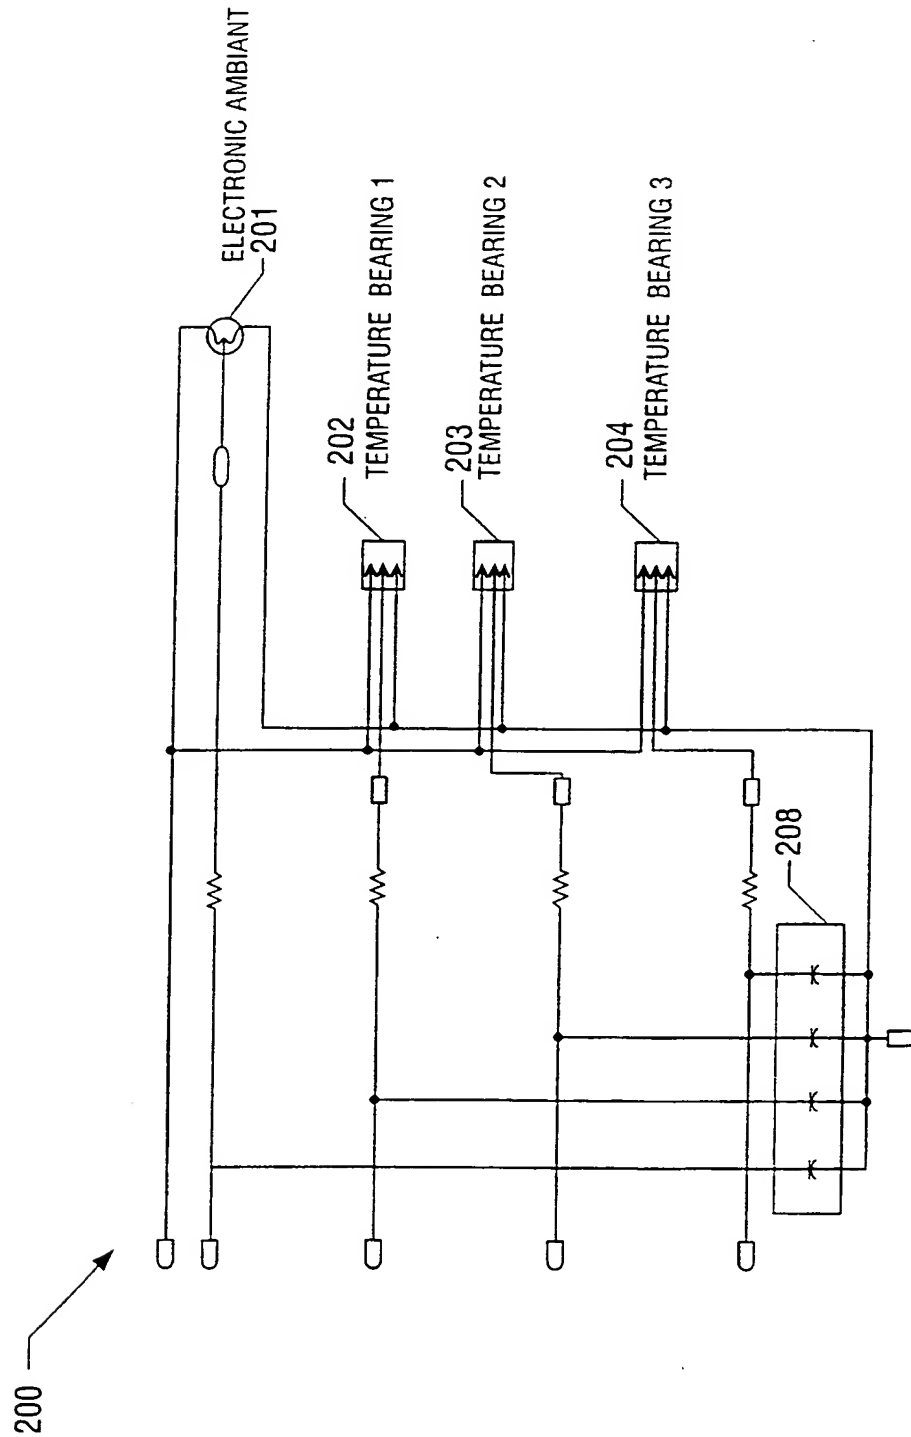 ELECTRONIC AMBIANT
201
202
TEMPERATURE BEARING 1
203
TEMPERATURE BEARING 2
204
TEMPERATURE BEARING 3
208
200